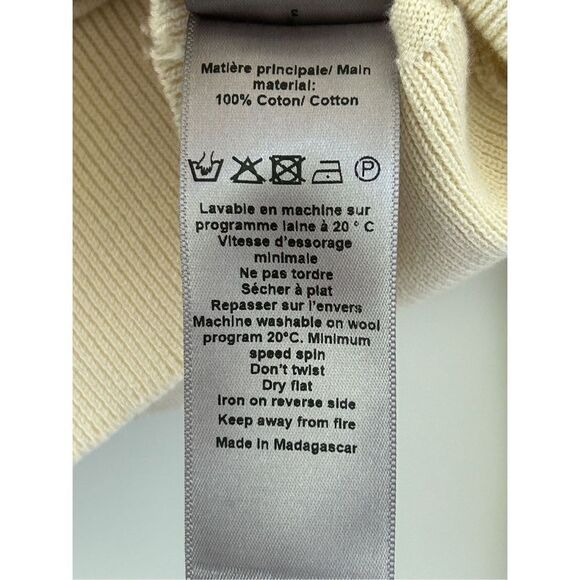 Matière principale/ Main
material:
100% Coton/ Cotton
P
Lavable en machine sur
programme laine à 20 ° C
Vitesse d'essorage
minimale
Ne pas tordre
Sécher à plat
Repasser sur l'envers
Machine washable on wool
program 20°C. Minimum
speed spin
Don't twist
Dry flat
Iron on reverse side
Keep away from fire
Made in Madagascar